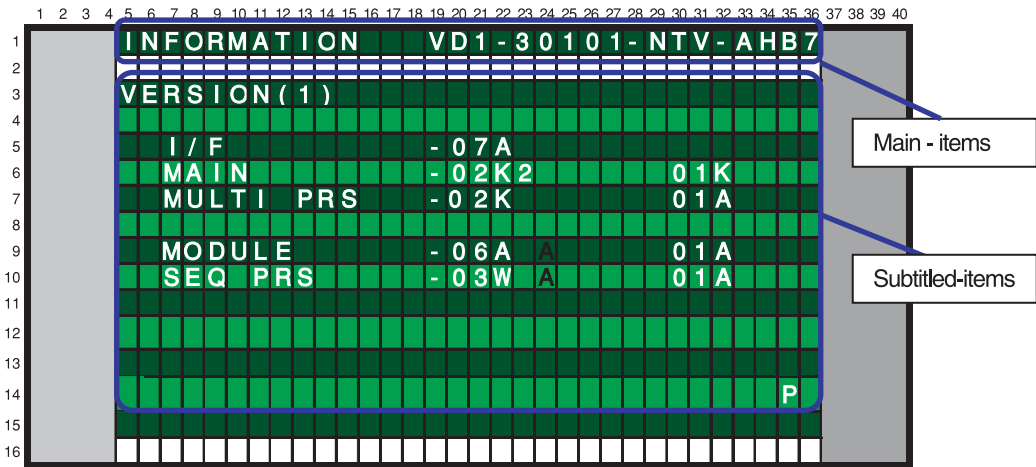 1 2 3 4 5 6 7 8 9 10 11 12 13 14 15 16 17 18 19 20 21 22 23 24 25 26 27 28 29 30 31 32 33 34 35 36 37 38 39 40
1 INFORMATION VD1-30101-NTV-AHB7
2
3 VERSION(1)
4
5 I/F -07A
Main - items
6 MAIN -02K2 01K
7 MULTI PRS -02K 01A
8
9 MODULE -06A A 01A
10 SEQ PRS -03W A 01A
Subtitled-items
11
12
13
14 P
15
16